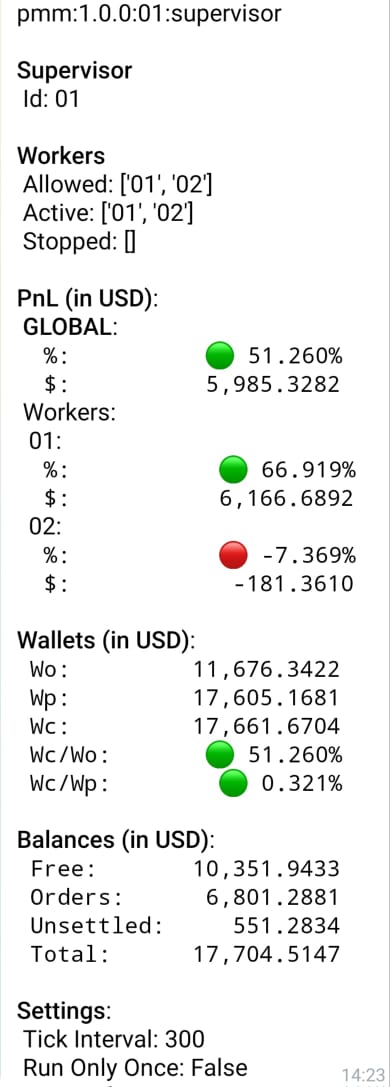 pmm:1.0.0:01:supervisor
Supervisor
Id: 01
Workers
Allowed: ['01', '02']
Active: ['01', '02']
Stopped: []
PnL (in USD):
GLOBAL:
%: 51.260%
$: 5,985.3282
Workers:
01:
%: 66.919%
$: 6,166.6892
02:
%: -7.369%
$: -181.3610
Wallets (in USD):
Wo: 11,676.3422
Wp: 17,605.1681
Wc: 17,661.6704
Wc/Wo: 51.260%
Wc/Wp: 0.321%
Balances (in USD):
Free: 10,351.9433
Orders: 6,801.2881
Unsettled: 551.2834
Total: 17,704.5147
Settings:
Tick Interval: 300
Run Only Once: False
14:23